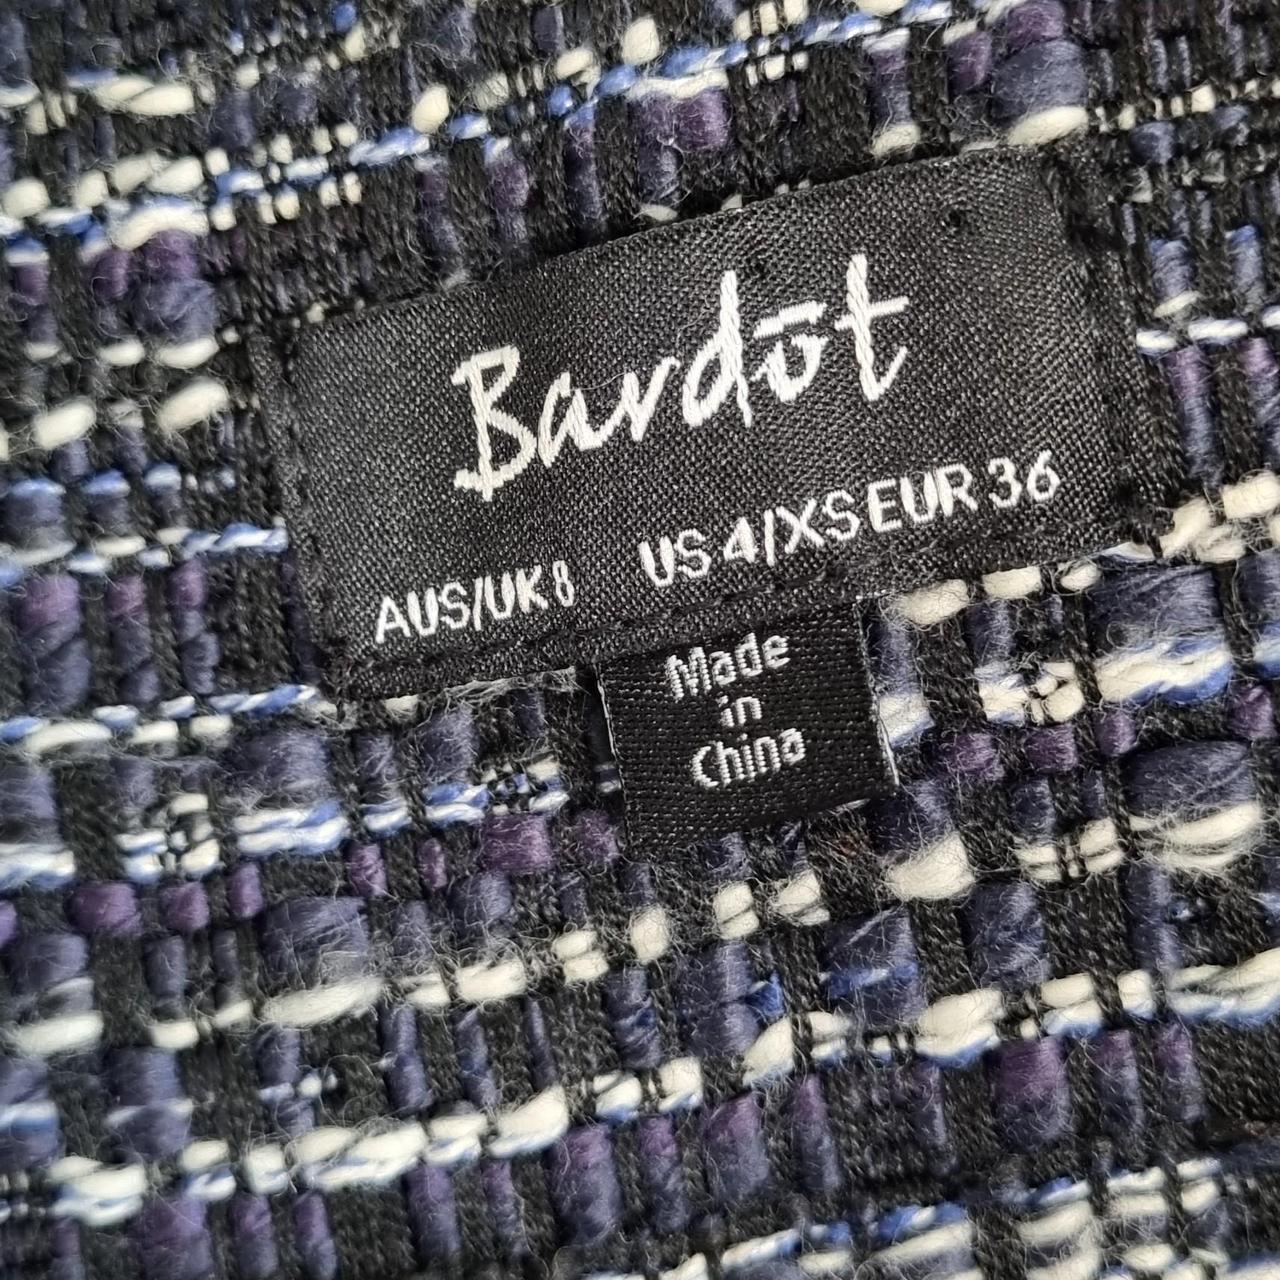 Bardōt
AUS/UK 8 US 4/XS EUR 36
Made
in
China